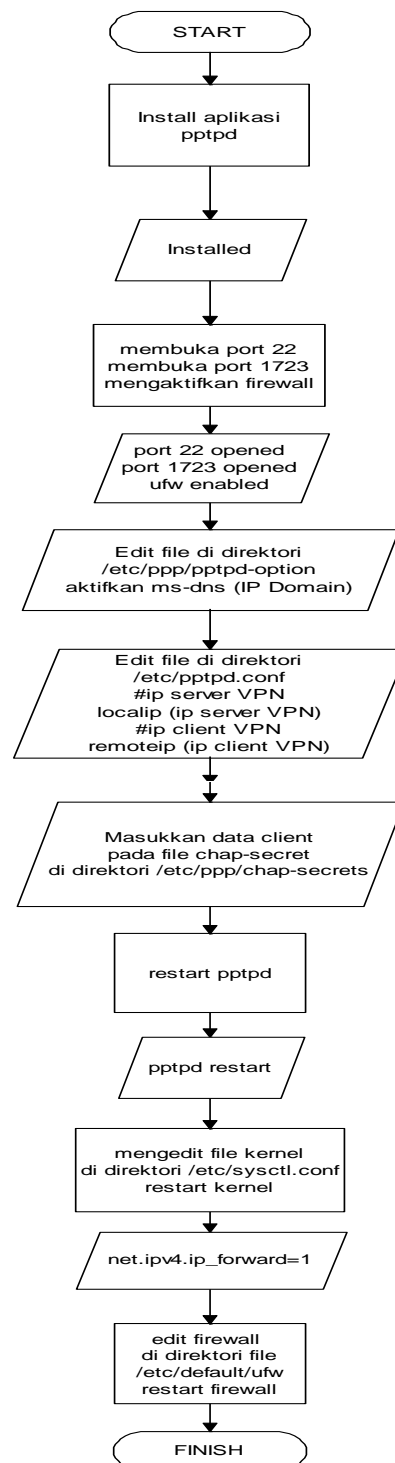 START
Install aplikasi
pptpd
Installed
membuka port 22
membuka port 1723
mengaktifkan firewall
port 22 opened
port 1723 opened
ufw enabled
Edit file di direktori
/etc/ppp/pptpd-option
aktifkan ms-dns (IP Domain)
Edit file di direktori
/etc/pptpd.conf
#ip server VPN
localip (ip server VPN)
#ip client VPN
remoteip (ip client VPN)
Masukkan data client
pada file chap-secret
di direktori /etc/ppp/chap-secrets
restart pptpd
pptpd restart
mengedit file kernel
di direktori /etc/sysctl.conf
restart kernel
net.ipv4.ip_forward=1
edit firewall
di direktori file
/etc/default/ufw
restart firewall
FINISH